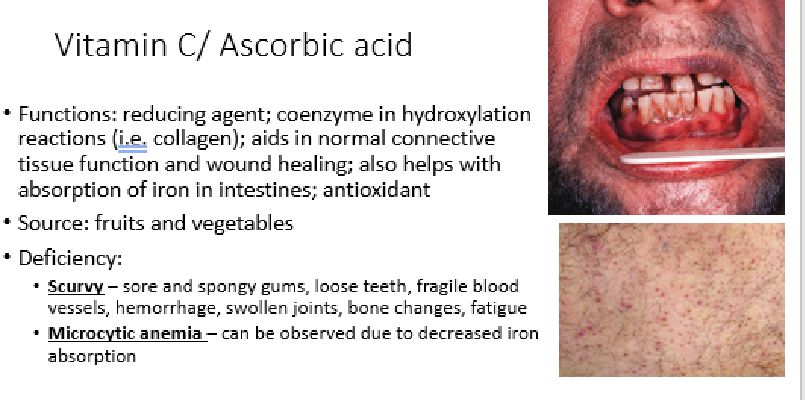 Vitamin C/ Ascorbic acid
• Functions: reducing agent; coenzyme in hydroxylation
reactions (i.e. collagen); aids in normal connective
tissue function and wound healing; also helps with
absorption of iron in intestines; antioxidant
• Source: fruits and vegetables
• Deficiency:
• Scurvy – sore and spongy gums, loose teeth, fragile blood
vessels, hemorrhage, swollen joints, bone changes, fatigue
• Microcytic anemia – can be observed due to decreased iron
absorption